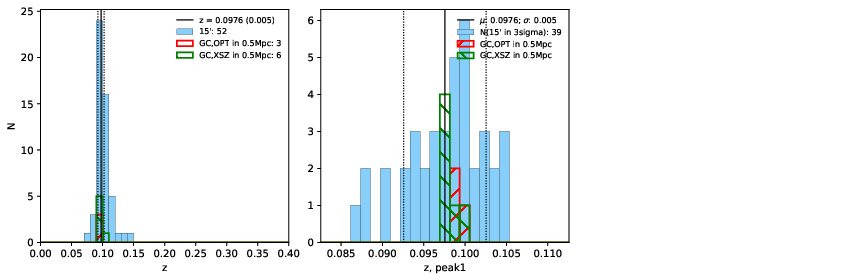 z = 0.0976 (0.005)
15': 52
GC,OPT in 0.5Mpc: 3
GC,XSZ in 0.5Mpc: 6
N
25
20
15
10
5
0
0.00 0.05 0.10 0.15 0.20 0.25 0.30 0.35 0.40
z
μ: 0.0976; σ: 0.005
N(15' in 3sigma): 39
GC,OPT in 0.5Mpc
GC,XSZ in 0.5Mpc
6
5
4
3
2
1
0
0.085 0.090 0.095 0.100 0.105 0.110
z, peak1